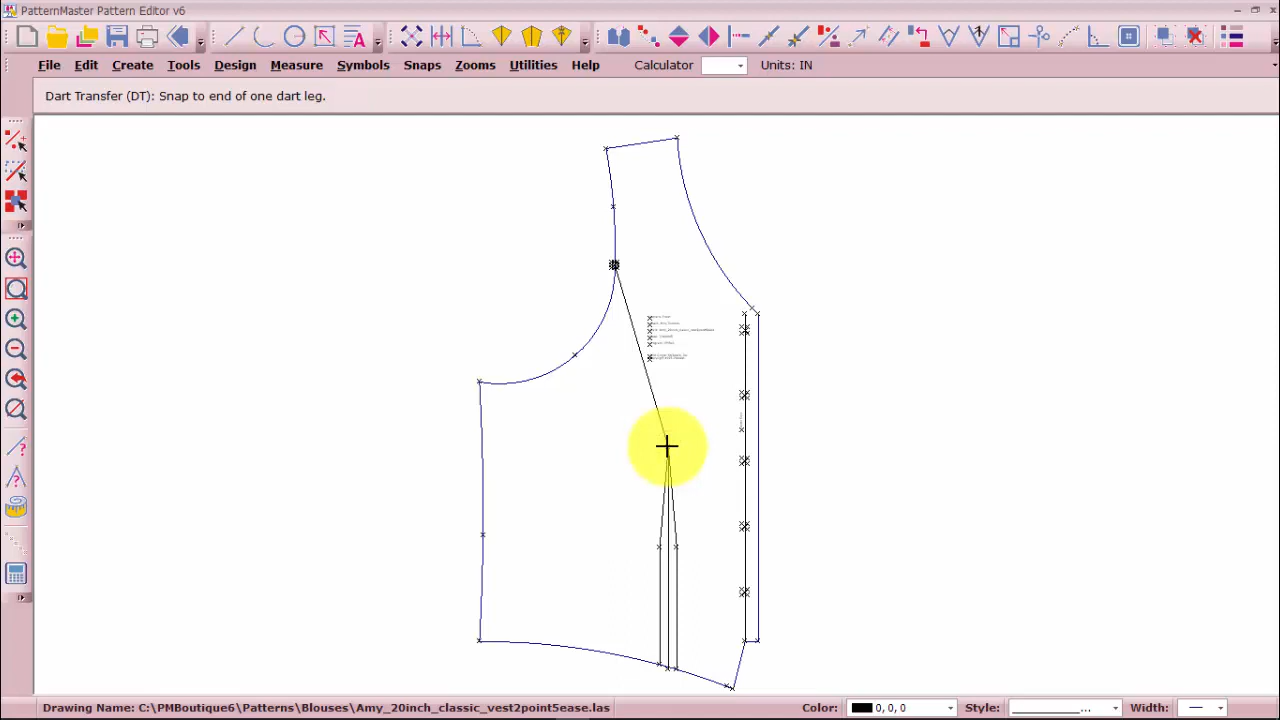 PatternMaster Pattern Editor v6
File Edit Create Tools Design Measure Symbols Snaps Zooms Utilities Help Calculator Units: IN
Dart Transfer (DT): Snap to end of one dart leg.
Drawing Name: C:\PMBoutique6\Patterns\Blouses\Amy_20inch_classic_vest2point5ease.las Color: 0, 0, 0 Style: ... Width: